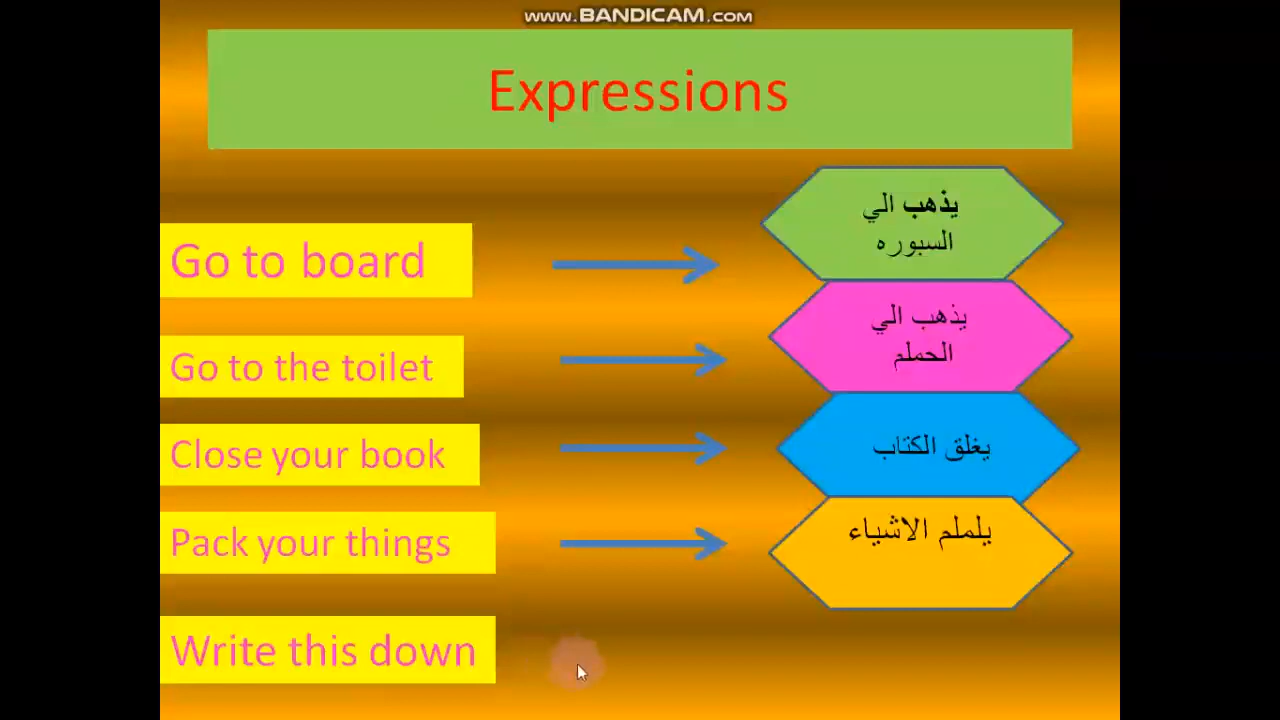 www.BANDICAM.com
Expressions
Go to board
يذهب الي
السبوره
Go to the toilet
يذهب الي
الحملم
Close your book
يغلق الكتاب
Pack your things
يلملم الاشياء
Write this down